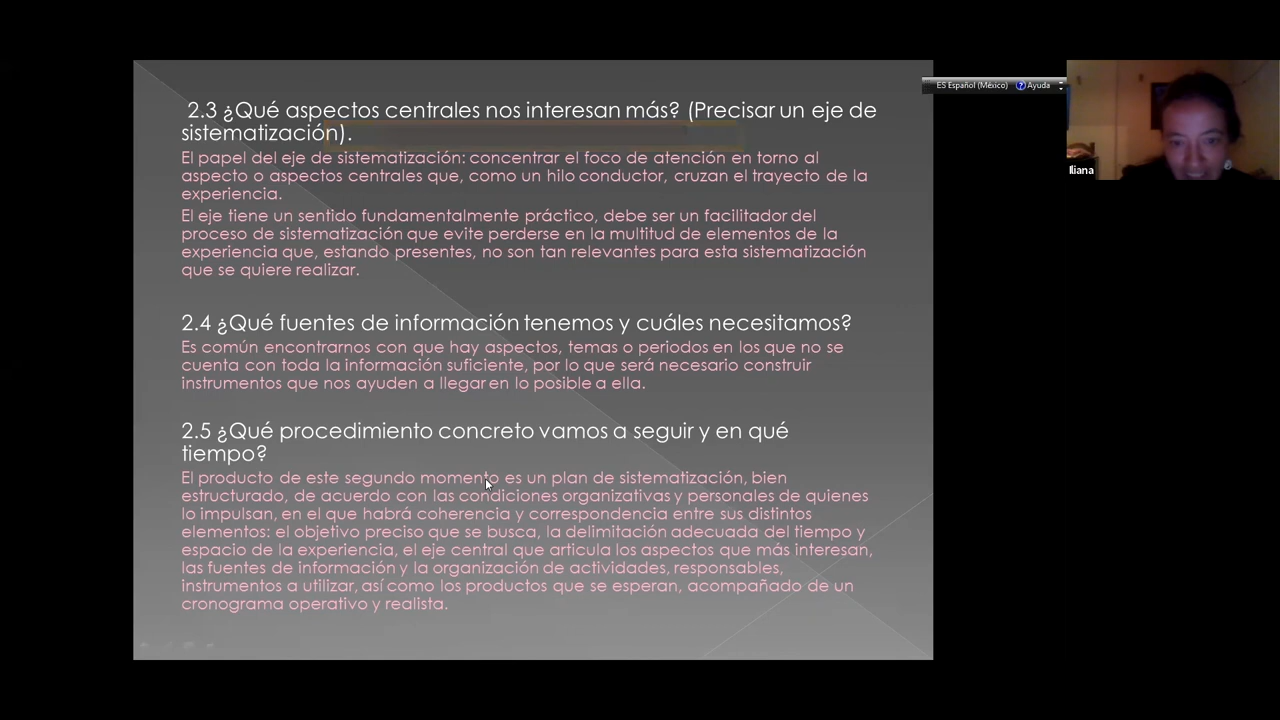 2.3 ¿Qué aspectos centrales nos interesan más? (Precisar un eje de
sistematización).
El papel del eje de sistematización: concentrar el foco de atención en torno al
aspecto o aspectos centrales que, como un hilo conductor, cruzan el trayecto de la
experiencia.
El eje tiene un sentido fundamentalmente práctico, debe ser un facilitador del
proceso de sistematización que evite perderse en la multitud de elementos de la
experiencia que, estando presentes, no son tan relevantes para esta sistematización
que se quiere realizar.
2.4 ¿Qué fuentes de información tenemos y cuáles necesitamos?
Es común encontrarnos con que hay aspectos, temas o periodos en los que no se
cuenta con toda la información suficiente, por lo que será necesario construir
instrumentos que nos ayuden a llegar en lo posible a ella.
2.5 ¿Qué procedimiento concreto vamos a seguir y en qué
tiempo?
El producto de este segundo momento es un plan de sistematización, bien
estructurado, de acuerdo con las condiciones organizativas y personales de quienes
lo impulsan, en el que habrá coherencia y correspondencia entre sus distintos
elementos: el objetivo preciso que se busca, la delimitación adecuada del tiempo y
espacio de la experiencia, el eje central que articula los aspectos que más interesan,
las fuentes de información y la organización de actividades, responsables,
instrumentos a utilizar, así como los productos que se esperan, acompañado de un
cronograma operativo y realista.
ES Español (México) ? Ayuda
Iliana